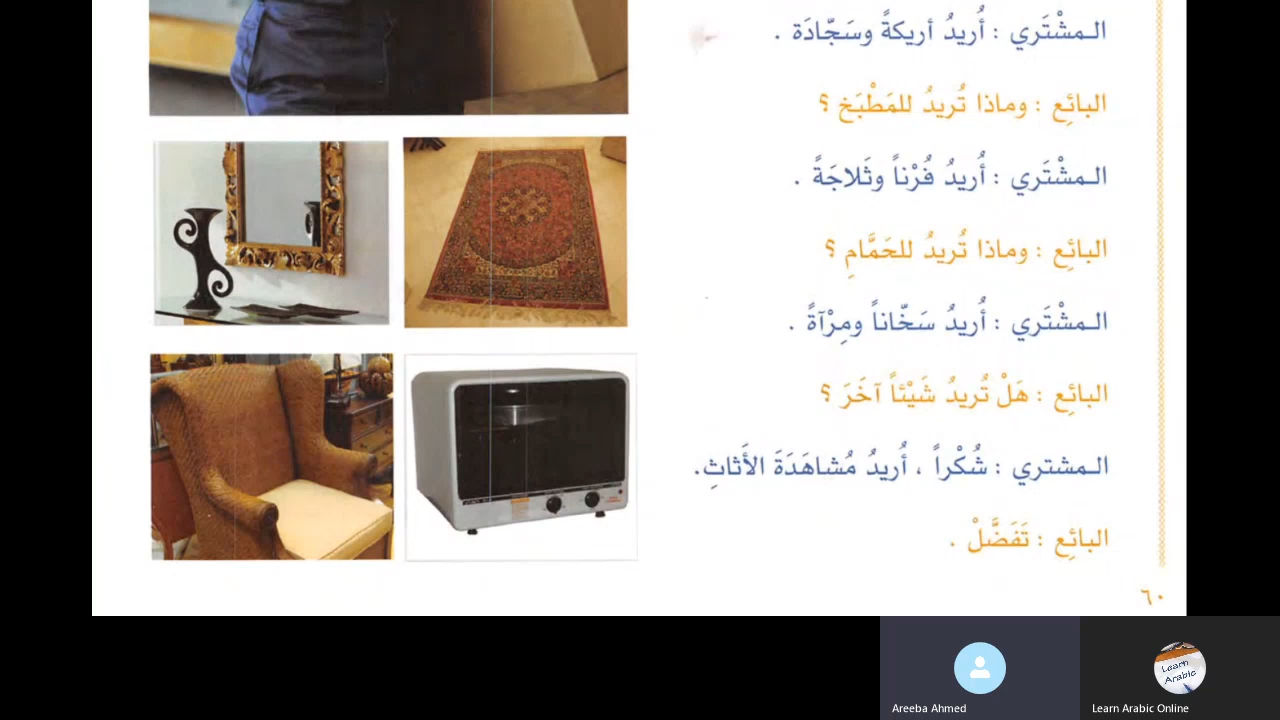 الـمشْتَري : أُريدُ أريكةً وسَجّادَة .
البائِع : وماذا تُريدُ للمَطْبَخِ ؟
الـمشْتَري : أُريدُ فُرْناً وثَلاجَةً .
البائِع : وماذا تُريدُ للحَمَّامِ ؟
الـمشْتَري : أُريدُ سَخّاناً ومِرْآةً .
البائِع : هَلْ تُريدُ شَيْئاً آخَرَ ؟
الـمشتري : شُكْراً ، أُريدُ مُشاهَدَةَ الأَثاثِ.
البائِع : تَفَضَّلْ .
٦٠
Learn Arabic
Areeba Ahmed
Learn Arabic Online